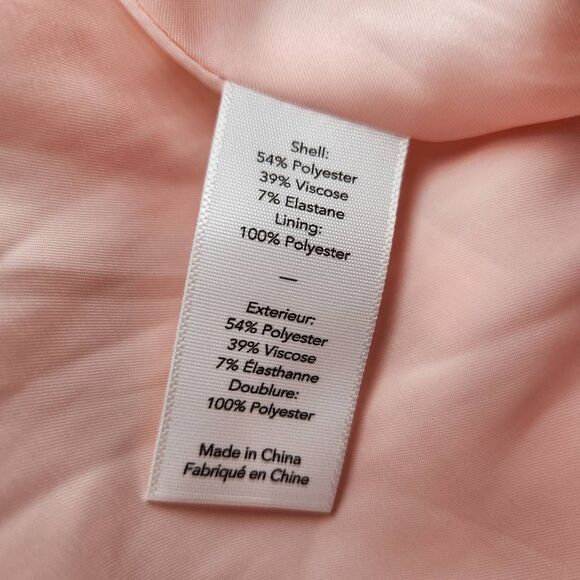 Shell:
54% Polyester
39% Viscose
7% Elastane
Lining:
100% Polyester
—
Exterieur:
54% Polyester
39% Viscose
7% Élasthanne
Doublure:
100% Polyester
Made in China
Fabriqué en Chine